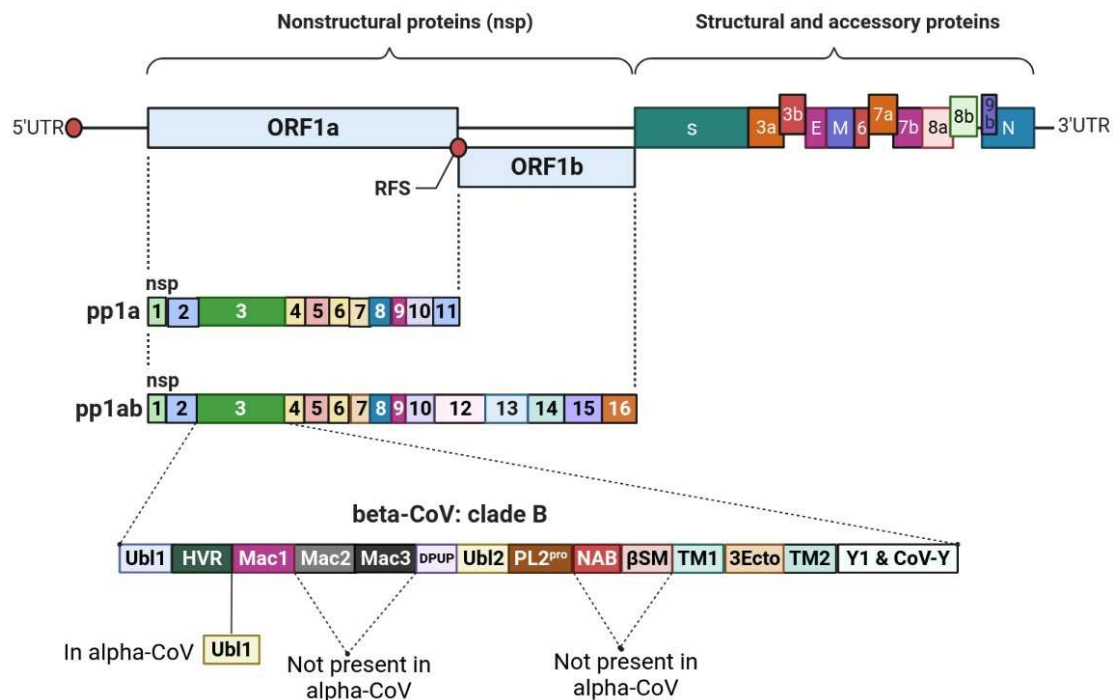 Nonstructural proteins (nsp)
Structural and accessory proteins
5'UTR
ORF1a
S
3a
3b
E
M
6
7a
7b
8a
8b
9b
N
3'UTR
RFS
ORF1b
nsp
pp1a
1 2 3 4 5 6 7 8 9 10 11
nsp
pp1ab
1 2 3 4 5 6 7 8 9 10 12 13 14 15 16
beta-CoV: clade B
Ubl1 HVR Mac1 Mac2 Mac3 DPUP Ubl2 PL2ᵖʳᵒ NAB βSM TM1 3Ecto TM2 Y1 & CoV-Y
In alpha-CoV
Ubl1
Not present in
alpha-CoV
Not present in
alpha-CoV